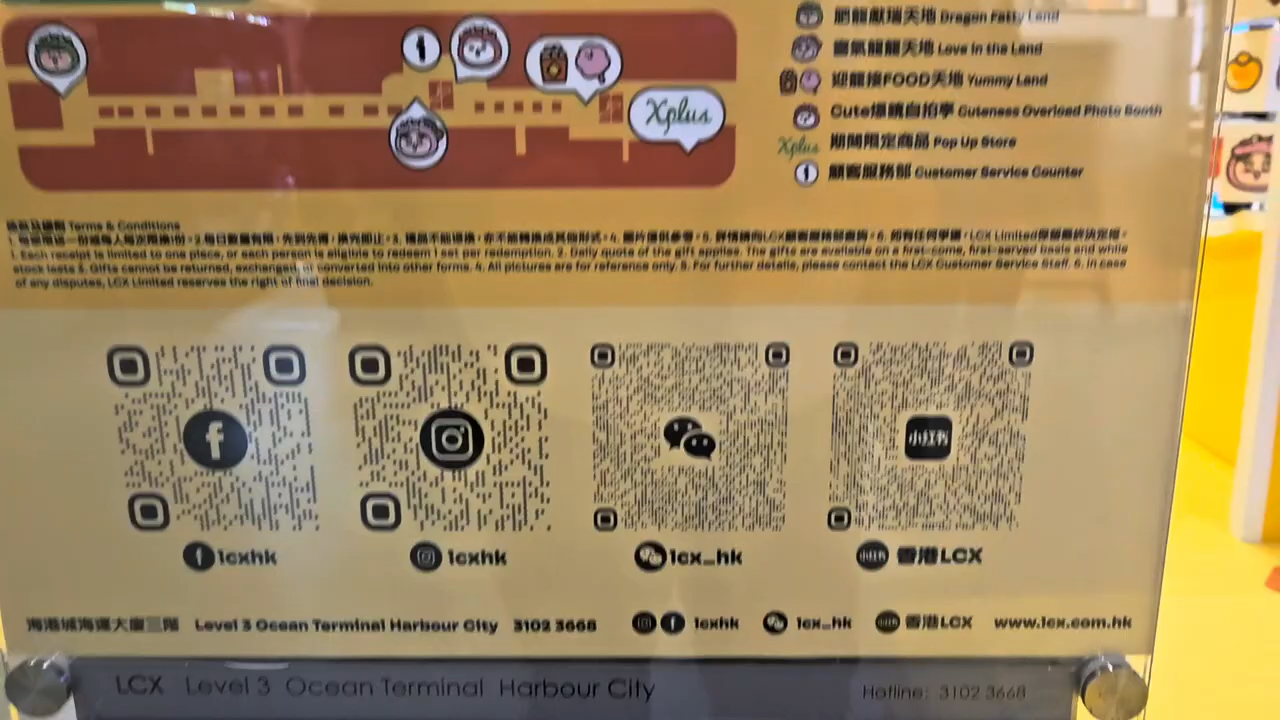 肥龍獻瑞天地 Dragon Fatty Land
喜氣龍龍天地 Love in the Land
迎龍接FOOD天地 Yummy Land
Cute爆鏡自拍亭 Cuteness Overload Photo Booth
Xplus 期間限定商品 Pop Up Store
顧客服務部 Customer Service Counter
Xplus
條款及細則 Terms & Conditions
1. Each receipt is limited to one piece, or each person is eligible to redeem 1 set per redemption. 2. Daily quota of the gift applies. The gifts are available on a first-come, first-served basis and while
stock lasts 3. Gifts cannot be returned, exchanged or converted into other forms. 4. All pictures are for reference only. 5. For further details, please contact the LCX Customer Service Staff. 6. In case
of any disputes, LCX Limited reserves the right of final decision.
小红书
lcxhk
lcxhk
lcx_hk
香港LCX
海港城海運大廈三階 Level 3 Ocean Terminal Harbour City 3102 3668 lcxhk lcx_hk 香港LCX www.lcx.com.hk
LCX Level 3 Ocean Terminal Harbour City Hotline: 3102 3668